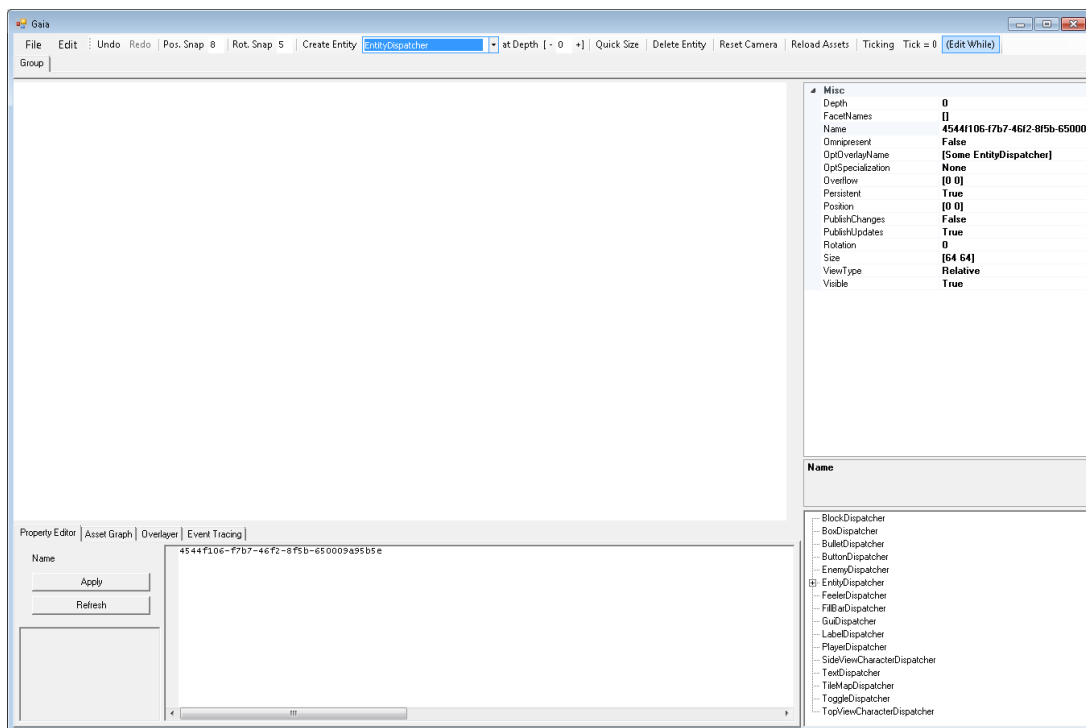 Gaia
File Edit Undo Redo Pos. Snap 8 Rot. Snap 5 Create Entity EntityDispatcher at Depth [ - 0 +] Quick Size Delete Entity Reset Camera Reload Assets Ticking Tick = 0 (Edit While)
Group
Misc
Depth 0
FacetNames []
Name 4544f106-f7b7-46f2-8f5b-65000
Omnipresent False
OptOverlayName [Some EntityDispatcher]
OptSpecialization None
Overflow [0 0]
Persistent True
Position [0 0]
PublishChanges False
PublishUpdates True
Rotation 0
Size [64 64]
ViewType Relative
Visible True
Name
Property Editor Asset Graph Overlayer Event Tracing
Name
Apply
Refresh
4544f106-f7b7-46f2-8f5b-650009a95b5e
BlockDispatcher
BoxDispatcher
BulletDispatcher
ButtonDispatcher
EnemyDispatcher
EntityDispatcher
FeelerDispatcher
FillBarDispatcher
GuiDispatcher
LabelDispatcher
PlayerDispatcher
SideViewCharacterDispatcher
TextDispatcher
TileMapDispatcher
ToggleDispatcher
TopViewCharacterDispatcher